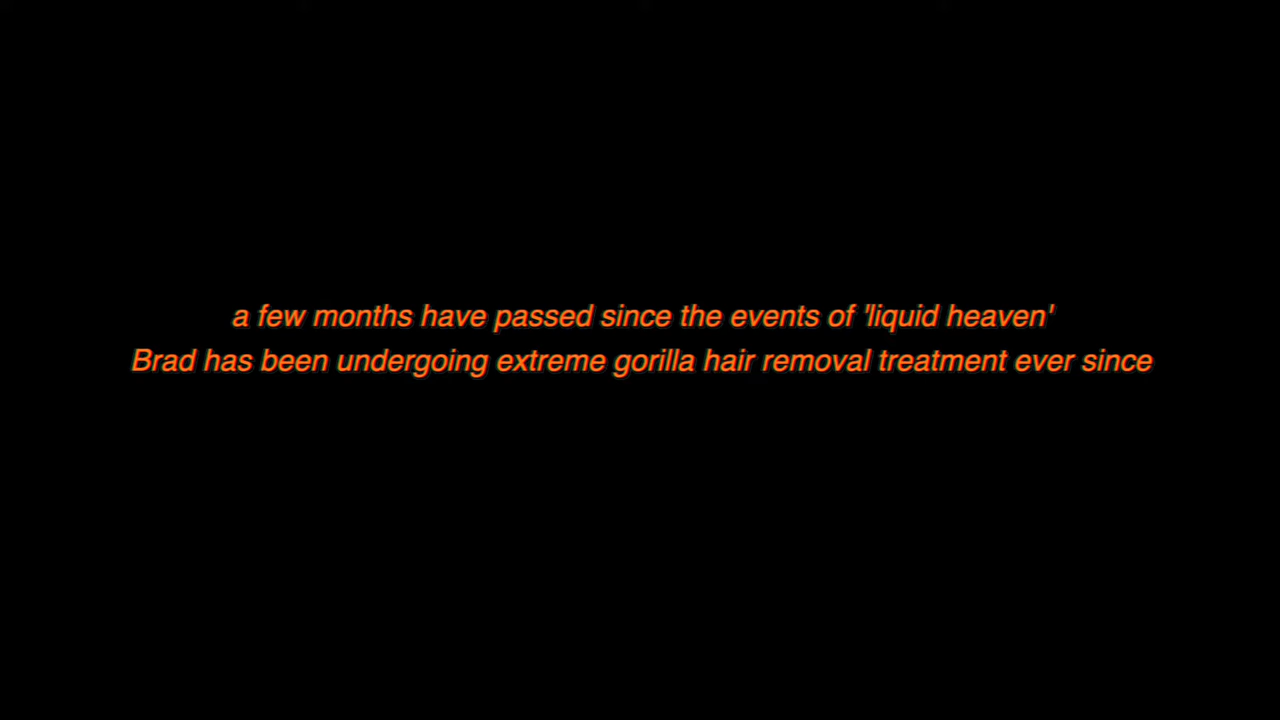 a few months have passed since the events of 'liquid heaven'
Brad has been undergoing extreme gorilla hair removal treatment ever since